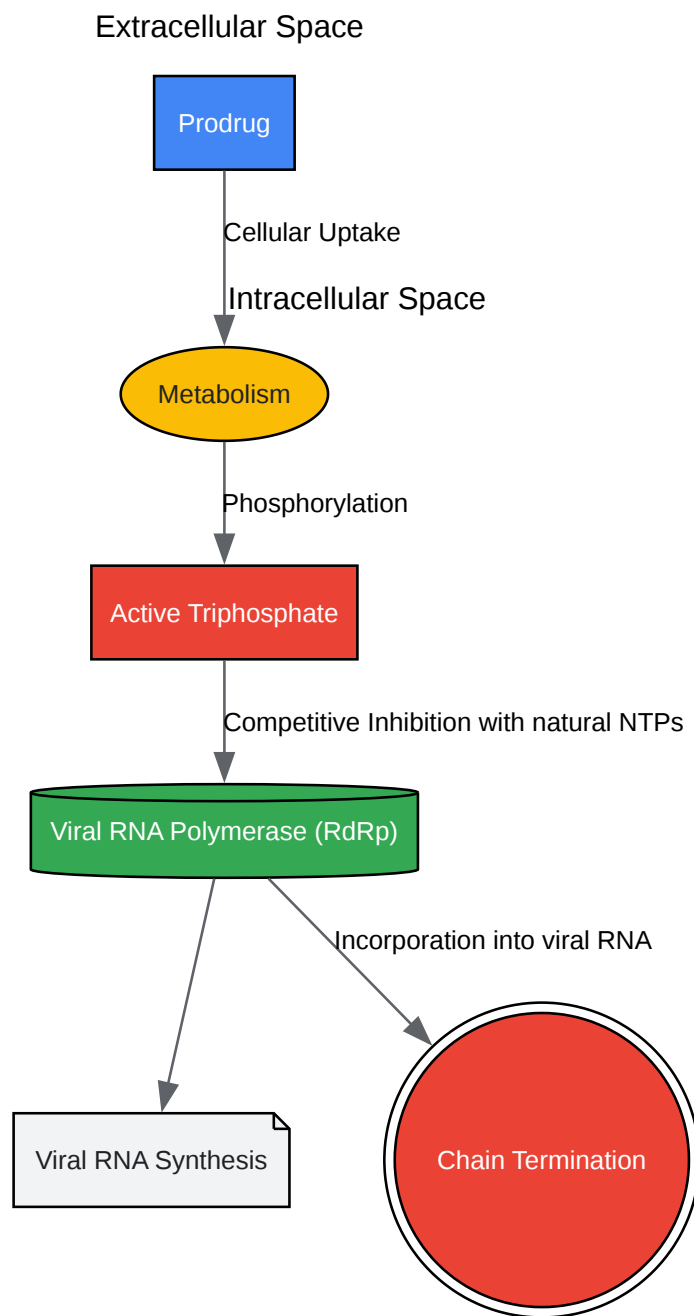 Extracellular Space
Prodrug
Cellular Uptake
Intracellular Space
Metabolism
Phosphorylation
Active Triphosphate
Competitive Inhibition with natural NTPs
Viral RNA Polymerase (RdRp)
Incorporation into viral RNA
Viral RNA Synthesis
Chain Termination